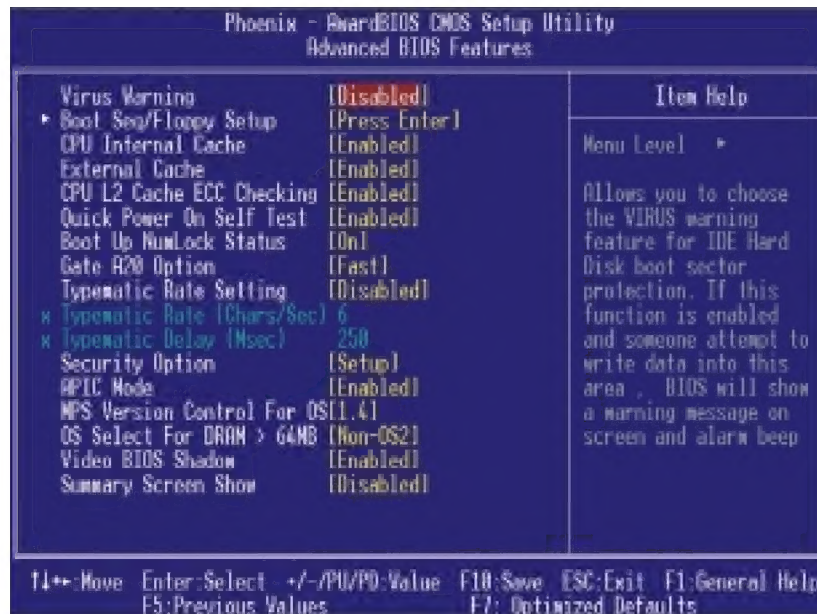 Phoenix - AwardBIOS CMOS Setup Utility
Advanced BIOS Features
Virus Warning [Disabled]
▸ Boot Seq/Floppy Setup [Press Enter]
CPU Internal Cache [Enabled]
External Cache [Enabled]
CPU L2 Cache ECC Checking [Enabled]
Quick Power On Self Test [Enabled]
Boot Up NumLock Status [On]
Gate A20 Option [Fast]
Typematic Rate Setting [Disabled]
x Typematic Rate (Chars/Sec) 6
x Typematic Delay (Msec) 250
Security Option [Setup]
APIC Mode [Enabled]
MPS Version Control For OS[1.4]
OS Select For DRAM > 64MB [Non-OS2]
Video BIOS Shadow [Enabled]
Summary Screen Show [Disabled]
Item Help
Menu Level ▸
Allows you to choose
the VIRUS warning
feature for IDE Hard
Disk boot sector
protection. If this
function is enabled
and someone attempt to
write data into this
area , BIOS will show
a warning message on
screen and alarm beep
↑↓→←:Move Enter:Select +/-/PU/PD:Value F10:Save ESC:Exit F1:General Help
F5:Previous Values F7: Optimized Defaults